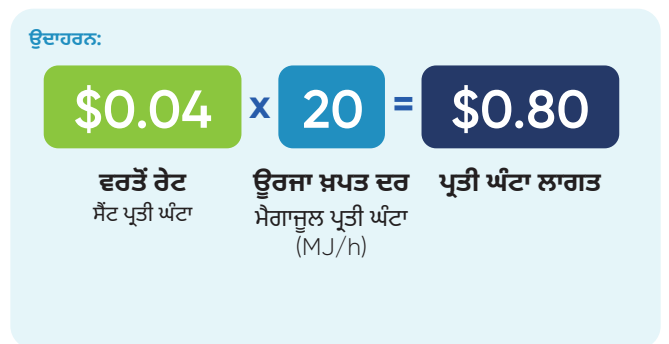 ਉਦਾਹਰਨ:
$0.04 x 20 = $0.80
ਵਰਤੋਂ ਰੇਟ ਊਰਜਾ ਖ਼ਪਤ ਦਰ ਪ੍ਰਤੀ ਘੰਟਾ ਲਾਗਤ
ਸੈਂਟ ਪ੍ਰਤੀ ਘੰਟਾ ਮੈਗਾਜੂਲ ਪ੍ਰਤੀ ਘੰਟਾ
(MJ/h)